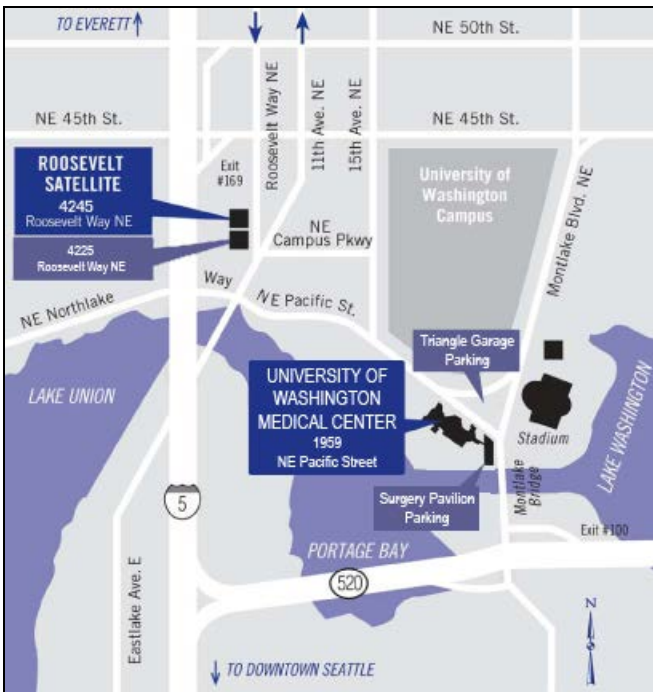 TO EVERETT
NE 50th St.
NE 45th St.
Roosevelt Way NE
11th Ave. NE
15th Ave. NE
NE 45th St.
ROOSEVELT
SATELLITE
4245
Roosevelt Way NE
Exit
#169
University of
Washington
Campus
Montlake Blvd. NE
4225
Roosevelt Way NE
NE
Campus Pkwy
NE Northlake
Way
NE Pacific St.
Triangle Garage
Parking
LAKE UNION
UNIVERSITY OF
WASHINGTON
MEDICAL CENTER
1959
NE Pacific Street
Stadium
LAKE WASHINGTON
5
Surgery Pavilion
Parking
Montlake
Bridge
Exit #100
PORTAGE BAY
520
Eastlake Ave. E
N
TO DOWNTOWN SEATTLE